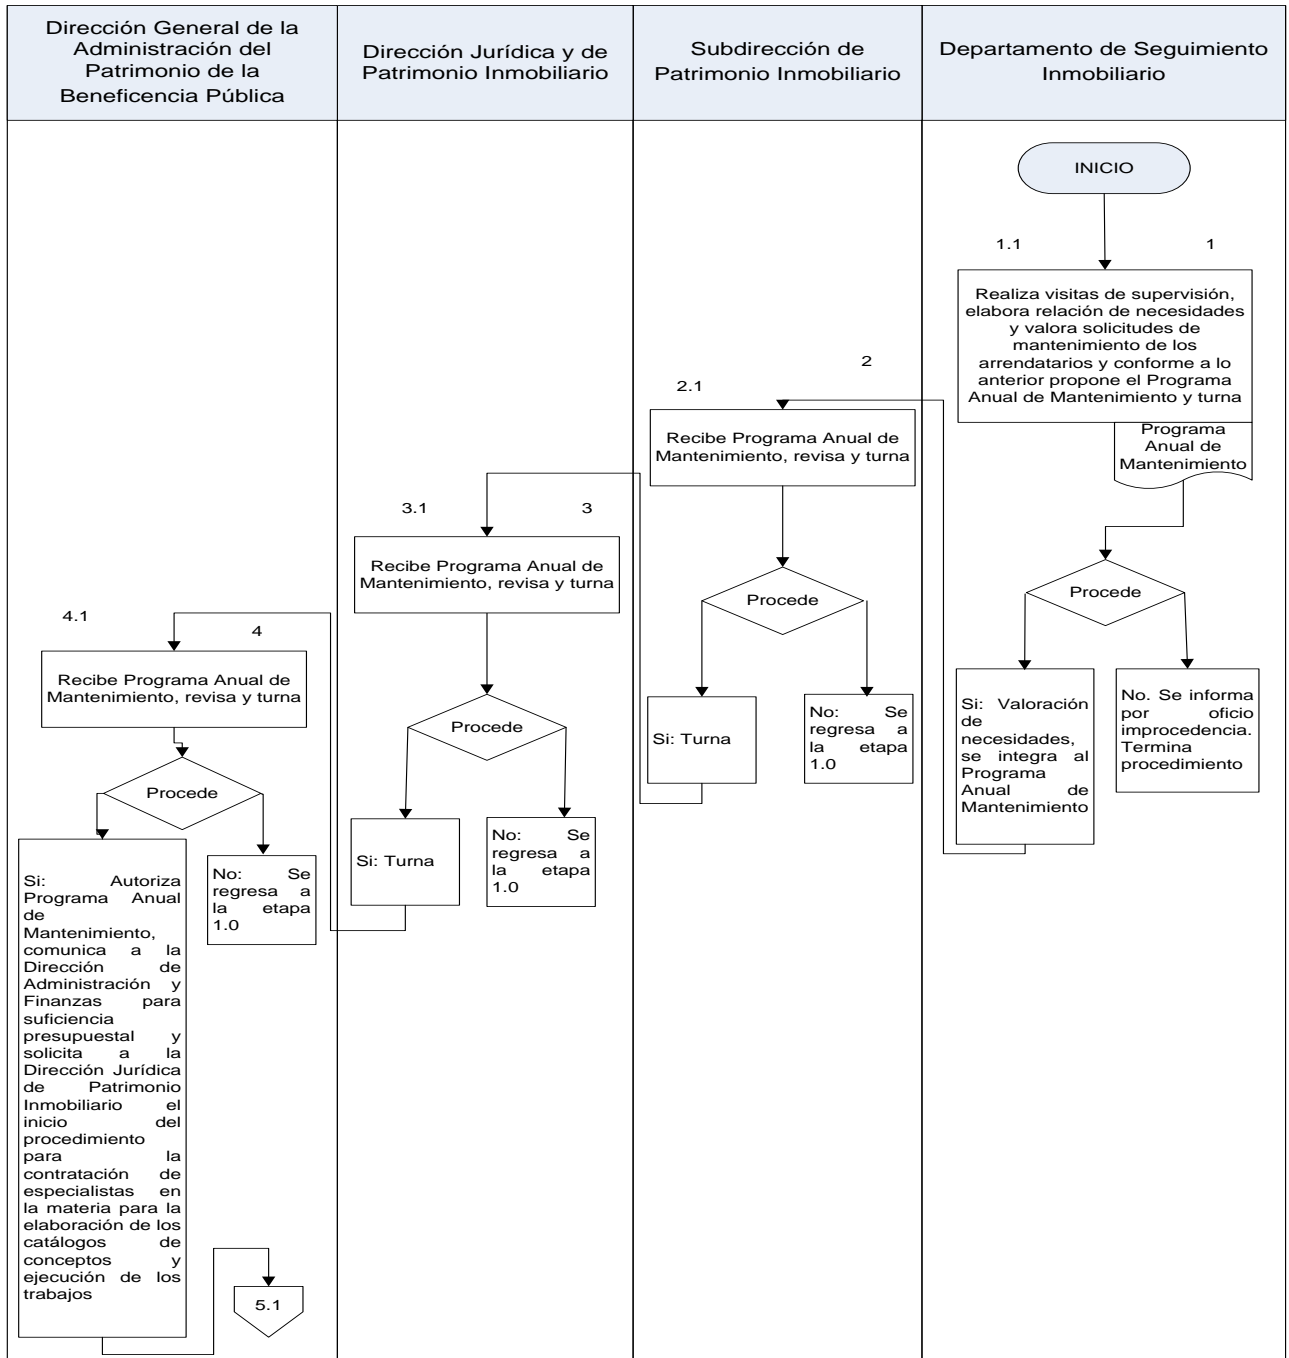 Dirección General de la
Administración del
Patrimonio de la
Beneficencia Pública
Dirección Jurídica y de
Patrimonio Inmobiliario
Subdirección de
Patrimonio Inmobiliario
Departamento de Seguimiento
Inmobiliario
INICIO
1.1
1
Realiza visitas de supervisión,
elabora relación de necesidades
y valora solicitudes de
mantenimiento de los
arrendatarios y conforme a lo
anterior propone el Programa
Anual de Mantenimiento y turna
Programa
Anual de
Mantenimiento
Procede
Si: Valoración
de
necesidades,
se integra al
Programa
Anual de
Mantenimiento
No. Se informa
por oficio
improcedencia.
Termina
procedimiento
2
2.1
Recibe Programa Anual de
Mantenimiento, revisa y turna
Procede
Si: Turna
No: Se
regresa a
la etapa
1.0
3.1
3
Recibe Programa Anual de
Mantenimiento, revisa y turna
Procede
Si: Turna
No: Se
regresa a
la etapa
1.0
4.1
4
Recibe Programa Anual de
Mantenimiento, revisa y turna
Procede
Si: Autoriza
Programa Anual
de
Mantenimiento,
comunica a la
Dirección de
Administración y
Finanzas para
suficiencia
presupuestal y
solicita a la
Dirección Jurídica
de Patrimonio
Inmobiliario el
inicio del
procedimiento
para la
contratación de
especialistas en
la materia para la
elaboración de los
catálogos de
conceptos y
ejecución de los
trabajos
No: Se
regresa a
la etapa
1.0
5.1